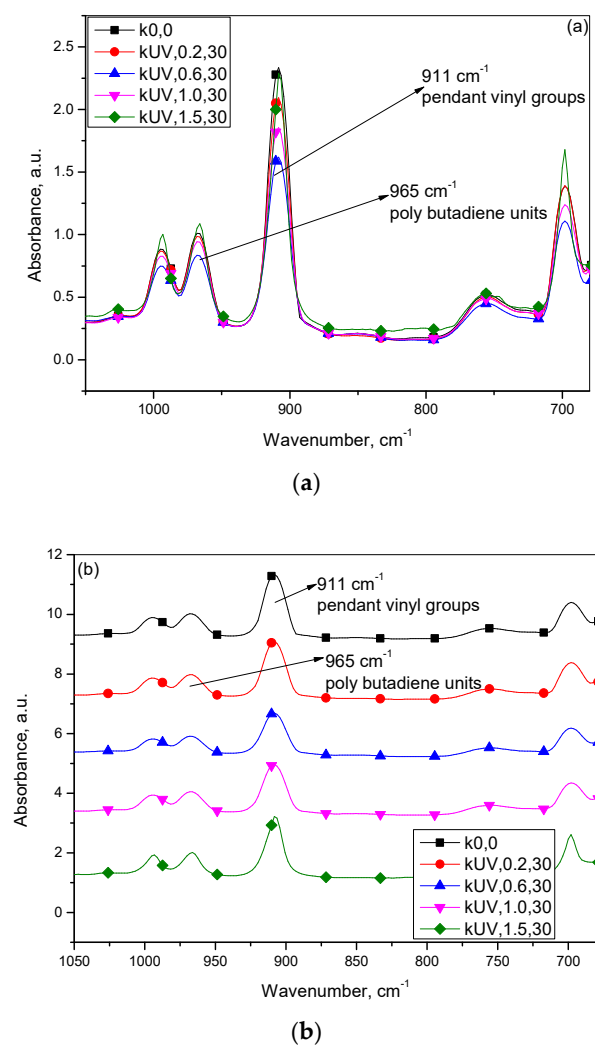 (a)
k0,0
kUV,0.2,30
kUV,0.6,30
kUV,1.0,30
kUV,1.5,30
911 cm-1
pendant vinyl groups
965 cm-1
poly butadiene units
Absorbance, a.u.
2.5
2.0
1.5
1.0
0.5
0.0
1000
900
800
700
Wavenumber, cm-1
(a)
(b)
911 cm-1
pendant vinyl groups
965 cm-1
poly butadiene units
Absorbance, a.u.
12
10
8
6
4
2
0
k0,0
kUV,0.2,30
kUV,0.6,30
kUV,1.0,30
kUV,1.5,30
1050
1000
950
900
850
800
750
700
Wavenumber, cm-1
(b)